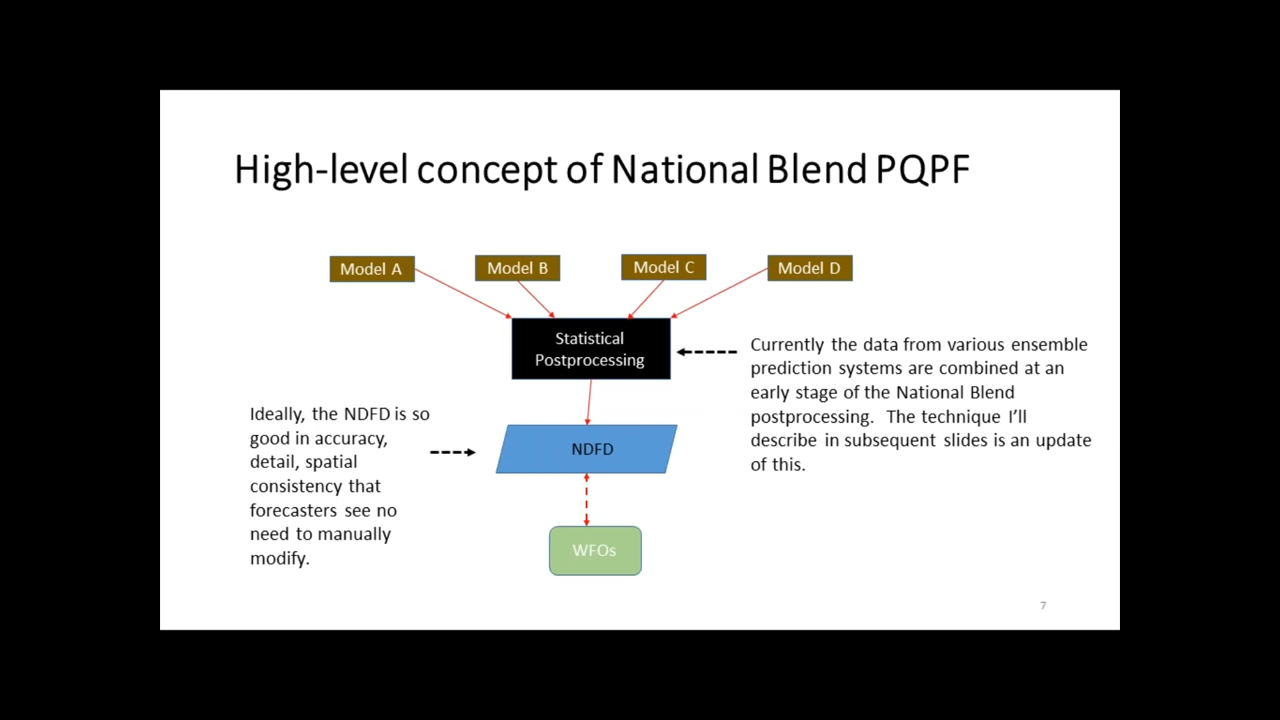 High-level concept of National Blend PQPF
Model A
Model B
Model C
Model D
Statistical
Postprocessing
Currently the data from various ensemble
prediction systems are combined at an
early stage of the National Blend
postprocessing.  The technique I’ll
describe in subsequent slides is an update
of this.
Ideally, the NDFD is so
good in accuracy,
detail, spatial
consistency that
forecasters see no
need to manually
modify.
NDFD
WFOs
7